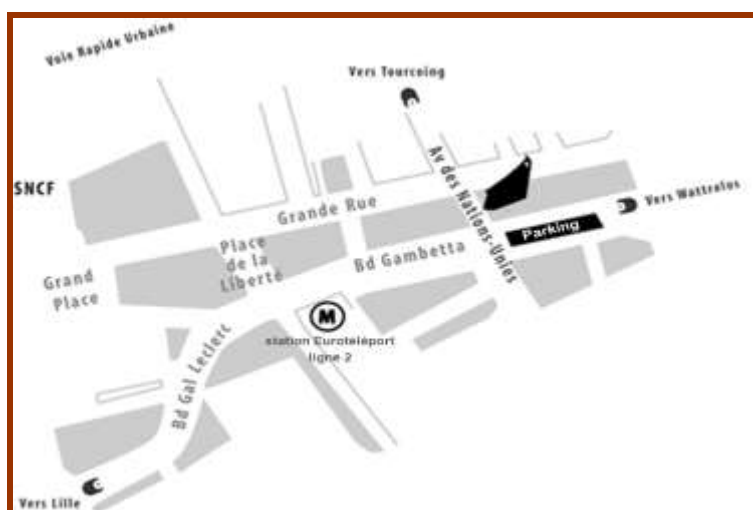 Voie Rapide Urbaine
Vers Tourcoing
SNCF
Av des Nations-Unies
Vers Wattrelos
Grande Rue
Parking
Place
de la
Liberté
Bd Gambetta
Grand
Place
M
station Eurotéléport
ligne 2
Bd Gal Leclerc
Vers Lille